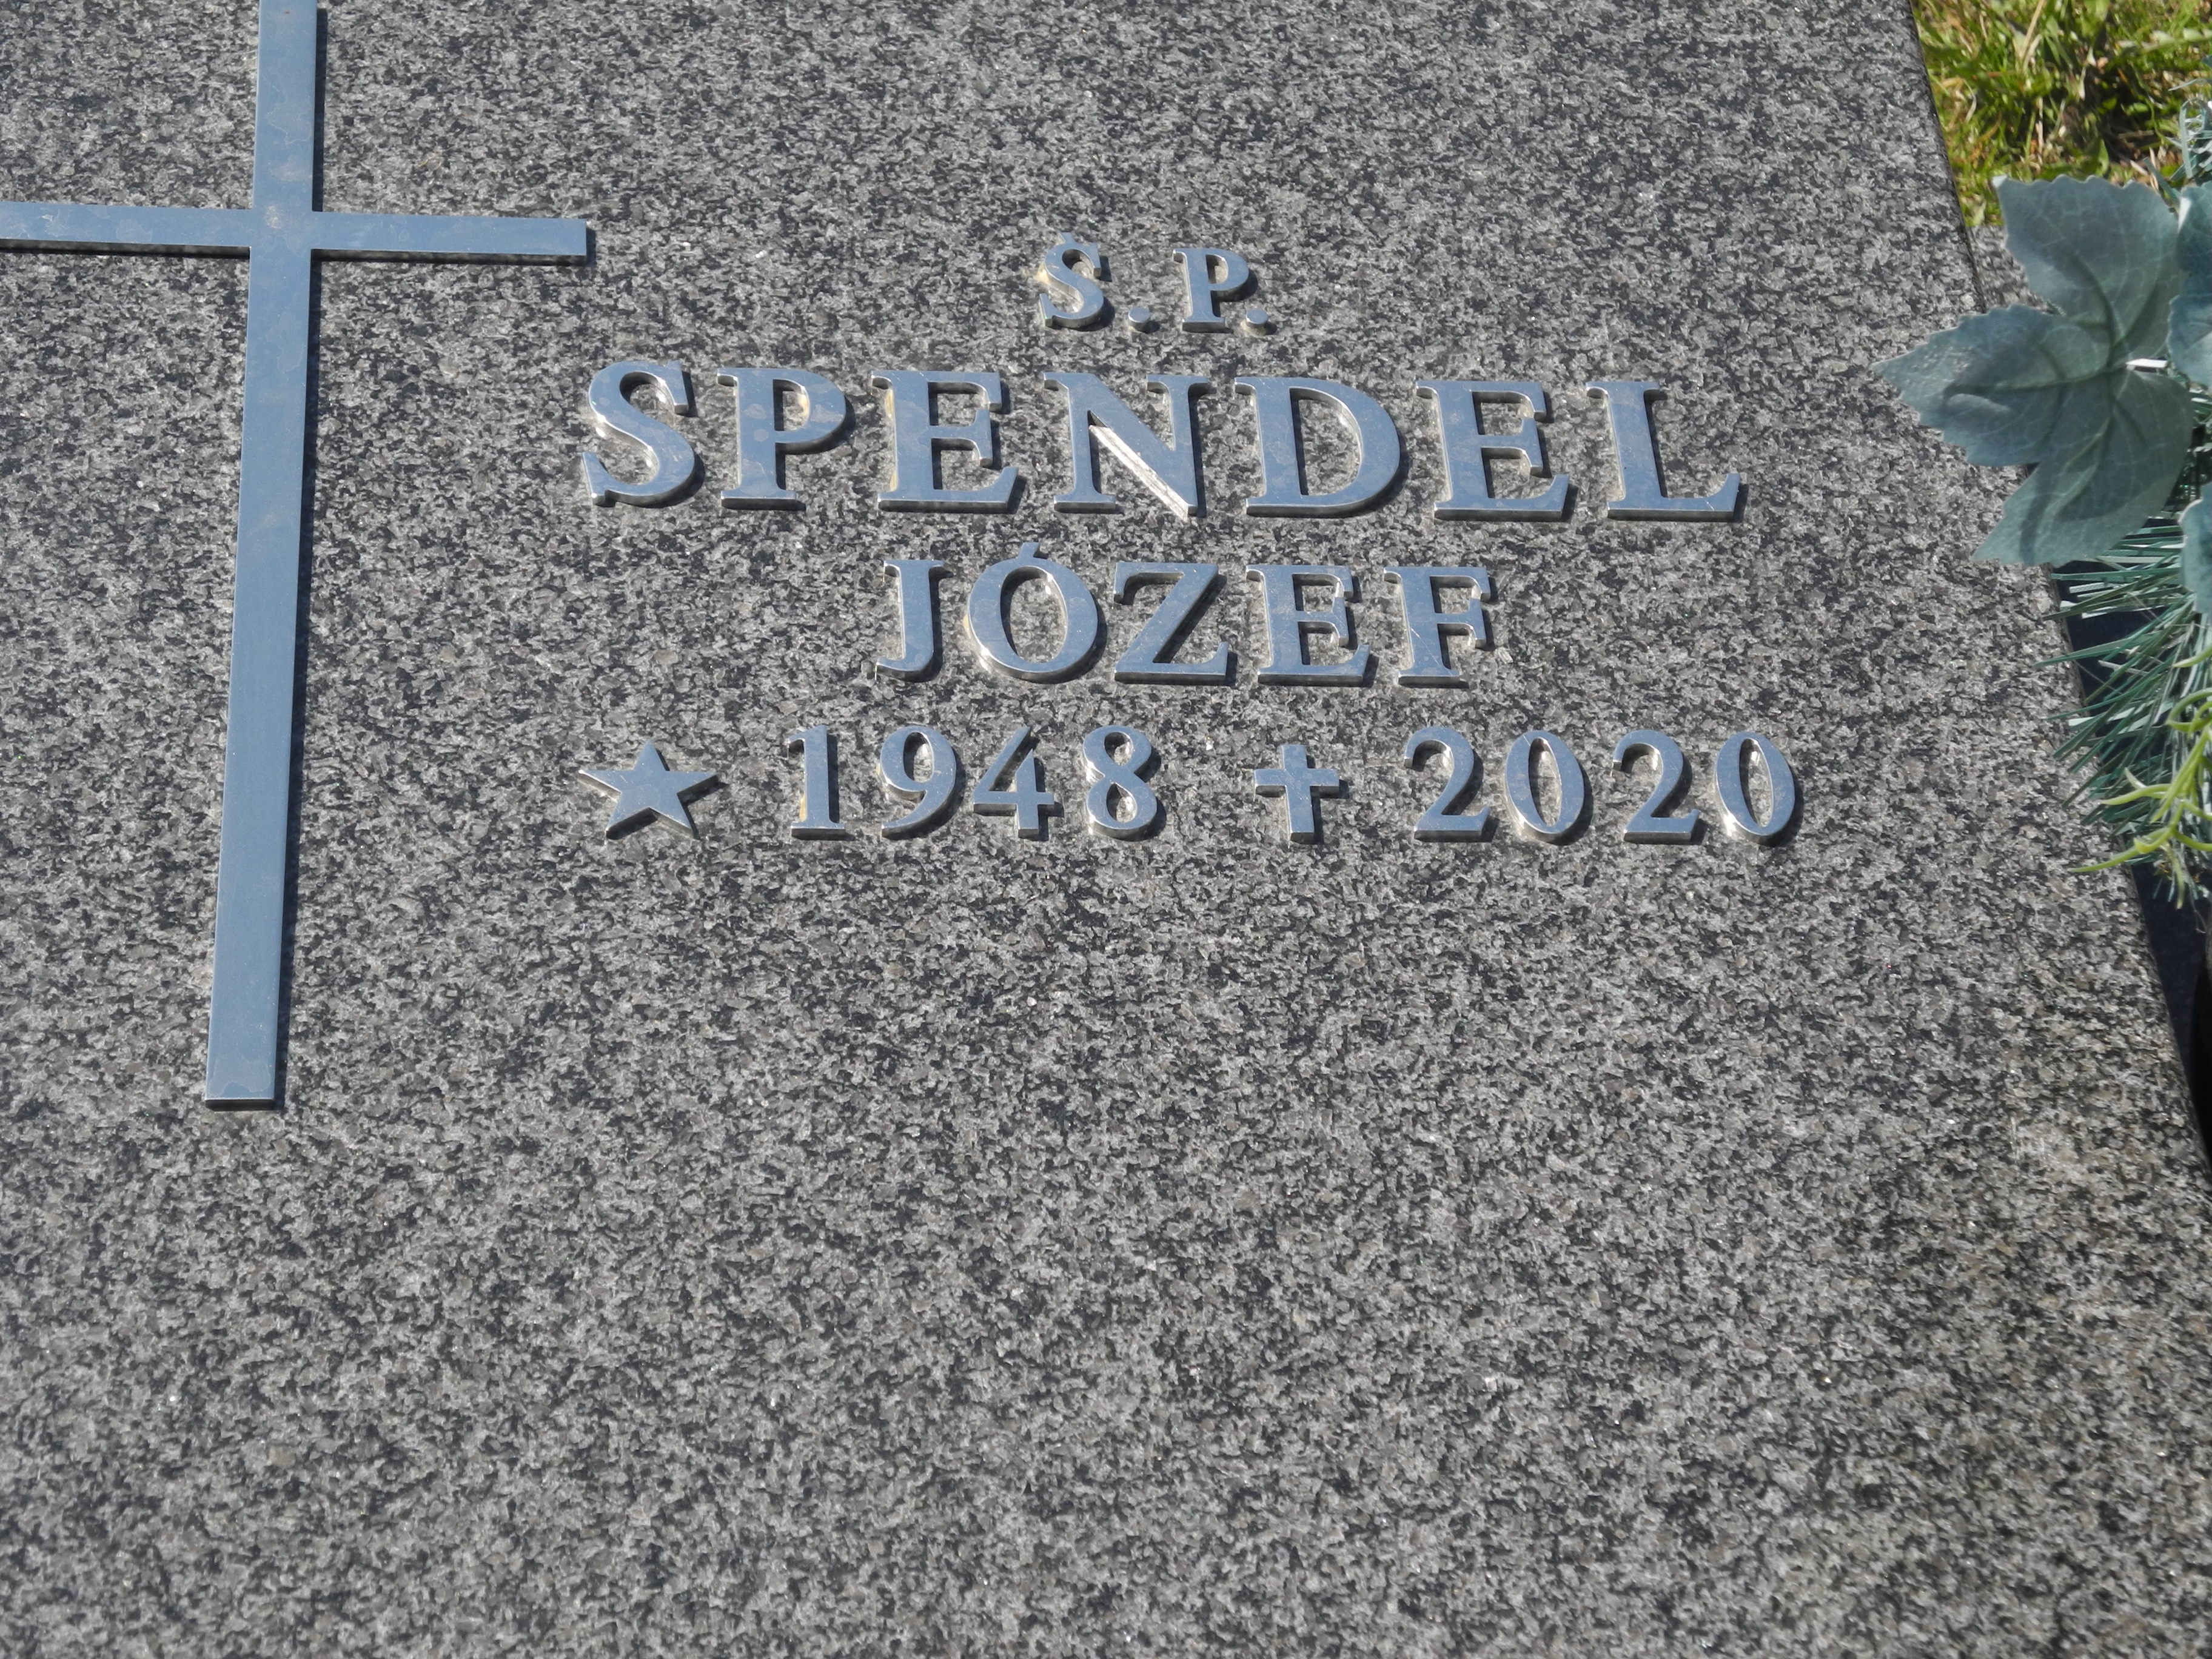 Ś.P.
SPENDEL
JÓZEF
★ 1948 ✝ 2020